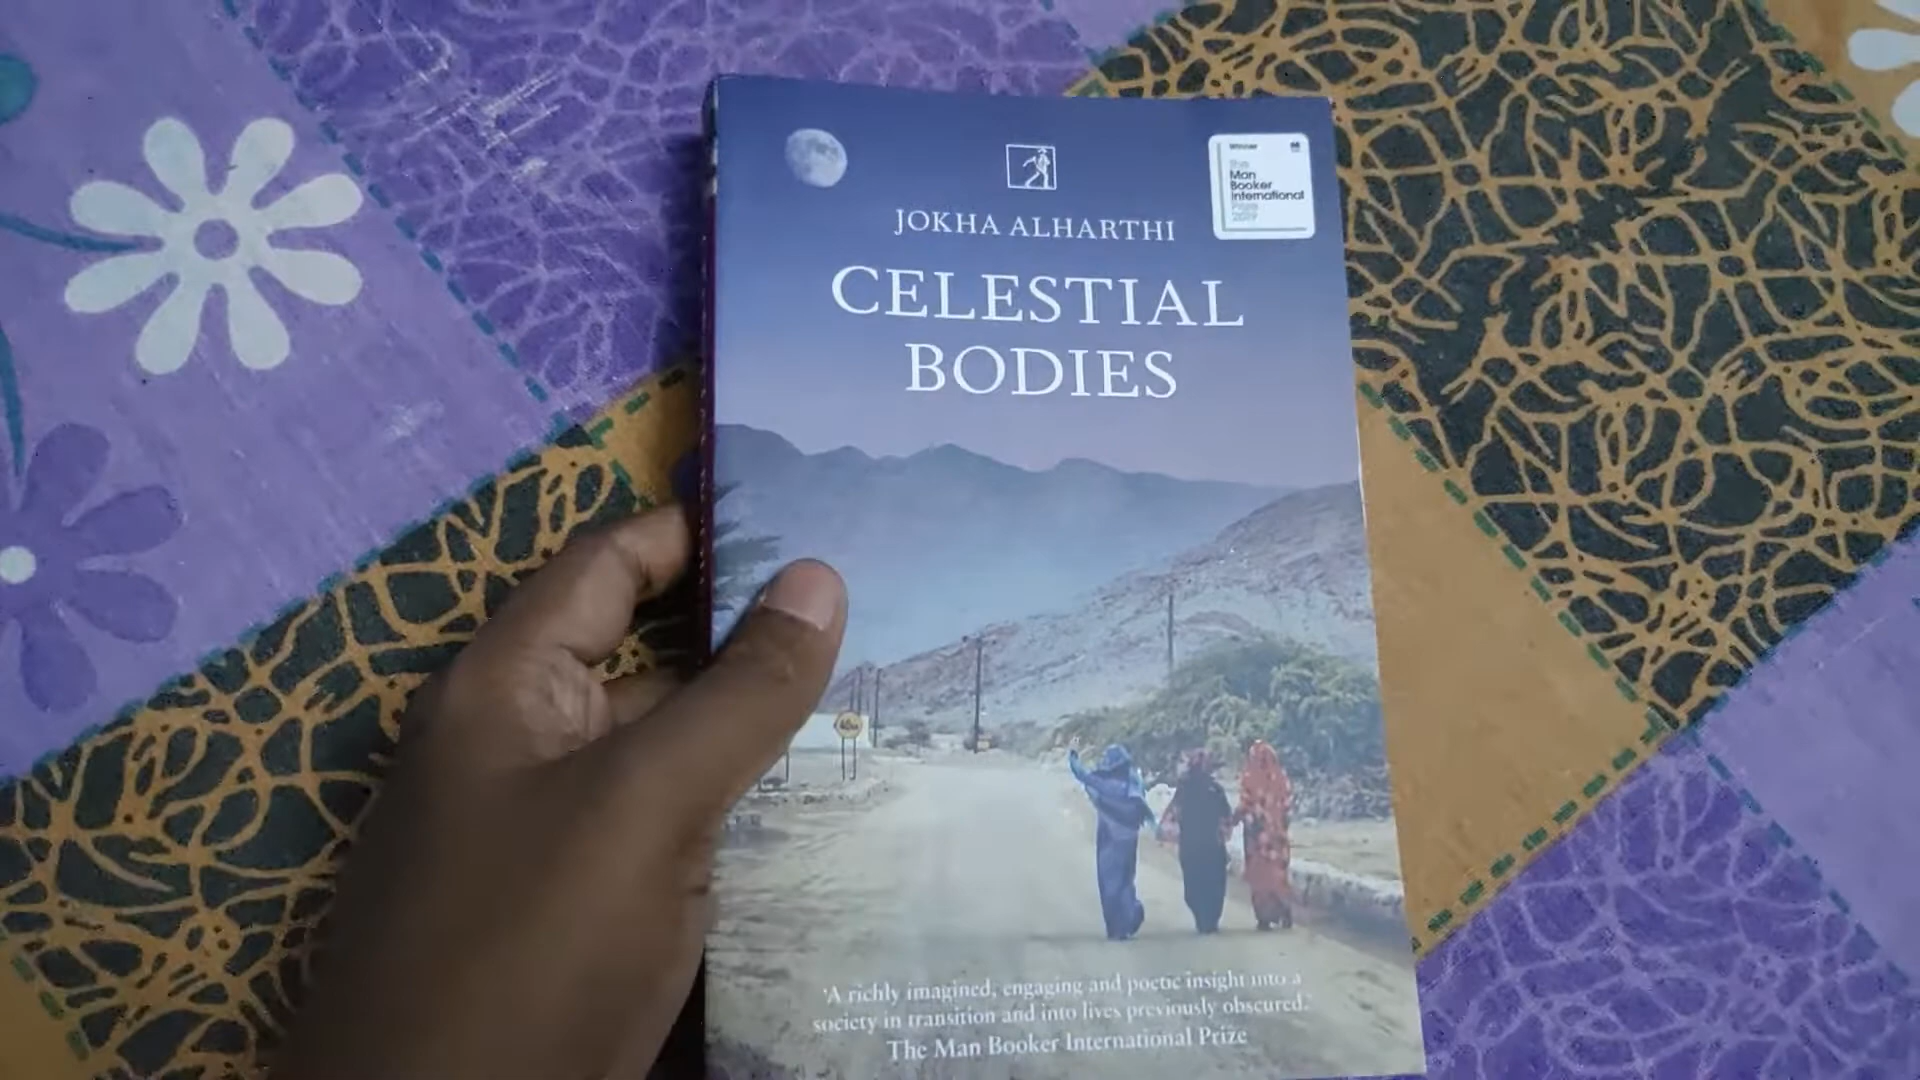 Winner
The
Man
Booker
International
Prize
2019
JOKHA ALHARTHI
CELESTIAL
BODIES
'A richly imagined, engaging and poetic insight into a
society in transition and into lives previously obscured.'
The Man Booker International Prize